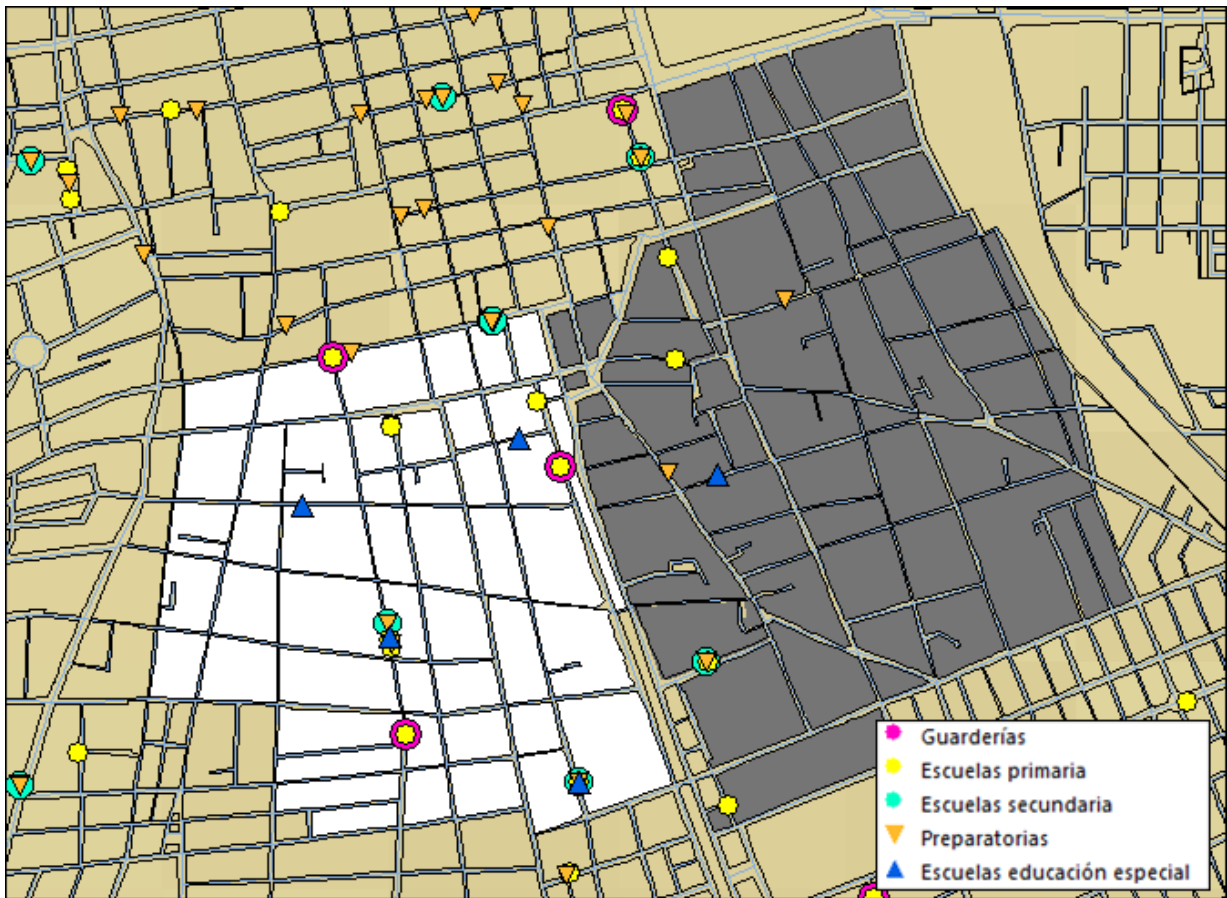 Guarderías
Escuelas primaria
Escuelas secundaria
Preparatorias
Escuelas educación especial